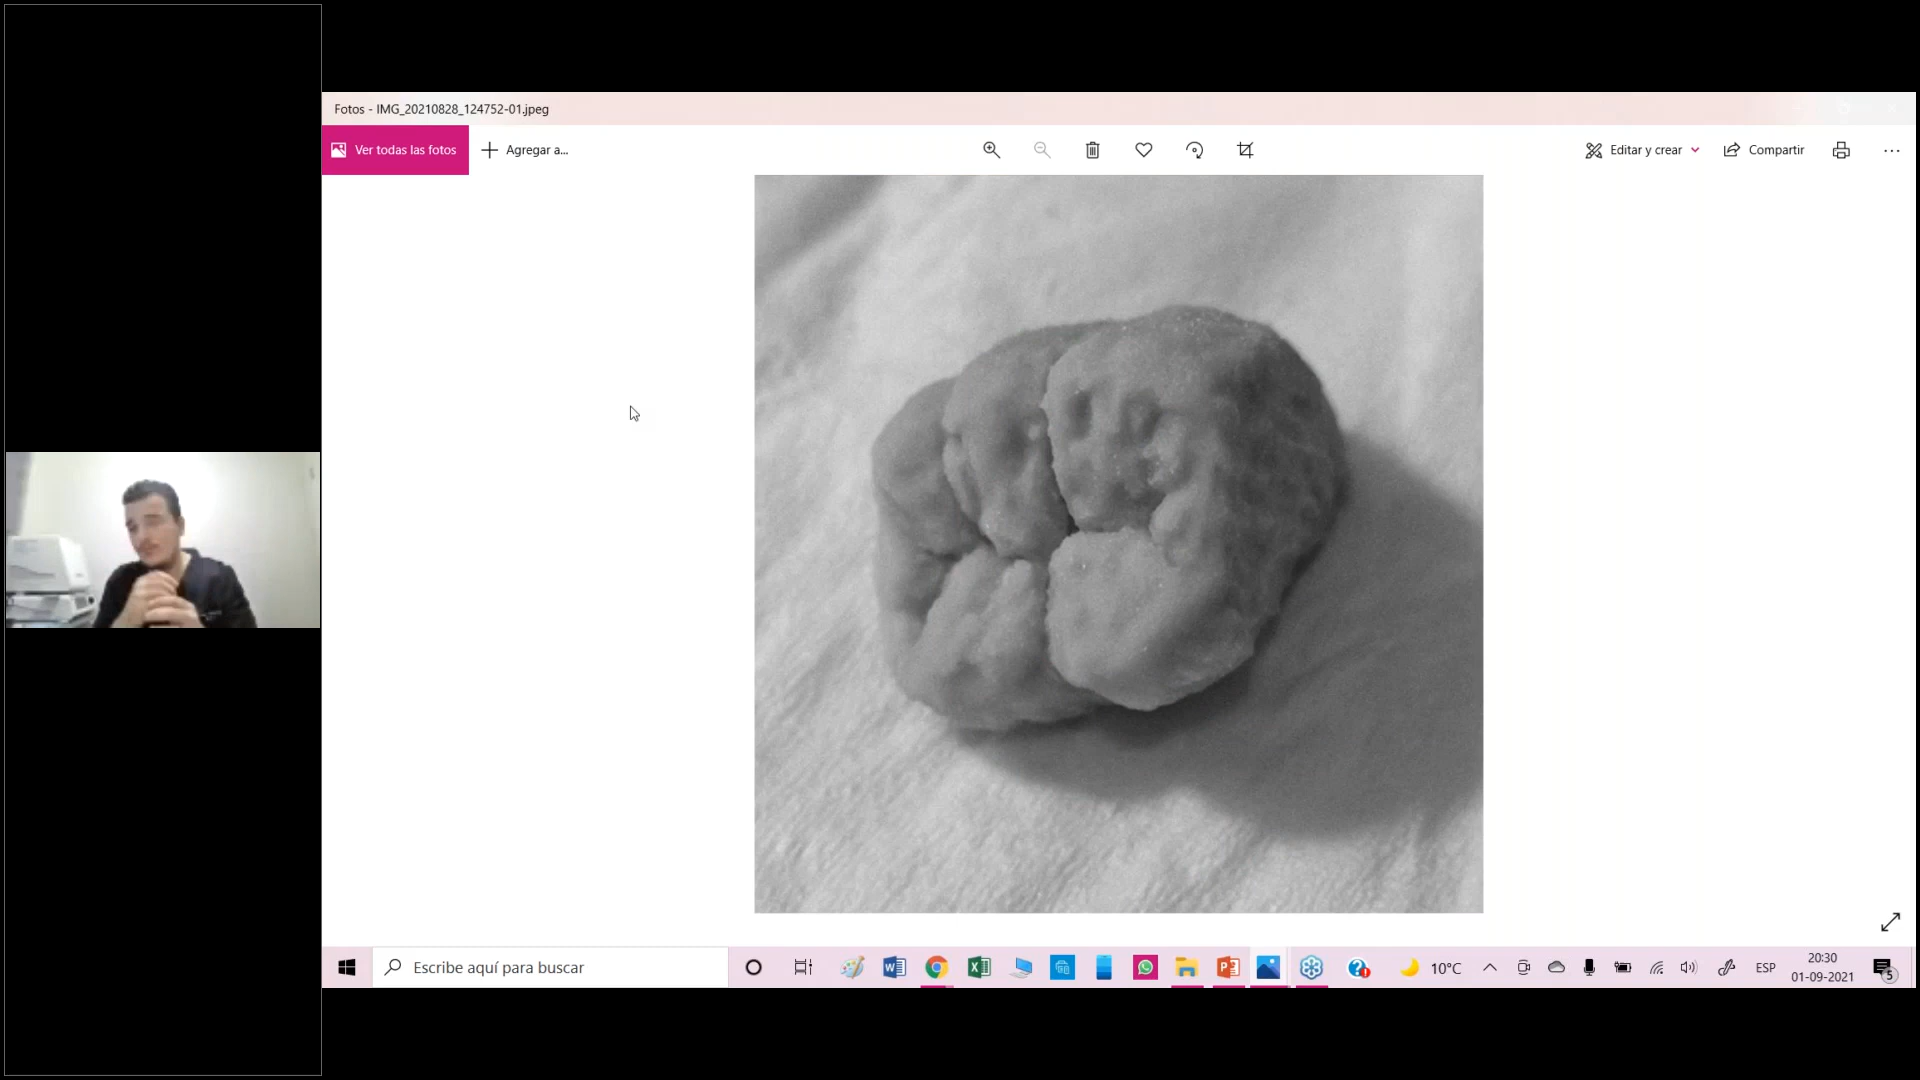 Fotos - IMG_20210828_124752-01.jpeg
Ver todas las fotos
Agregar a...
Editar y crear
Compartir
Escribe aquí para buscar
10°C
ESP
20:30
01-09-2021
5